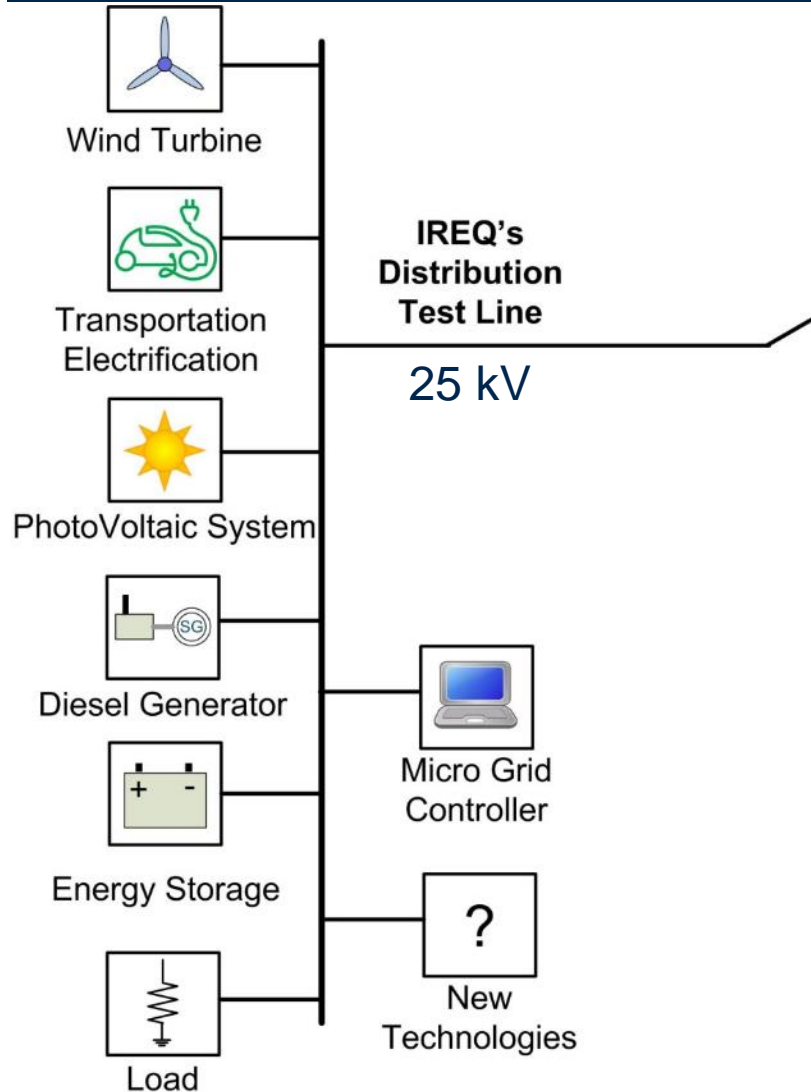 Wind Turbine
Transportation
Electrification
IREQ's
Distribution
Test Line
25 kV
PhotoVoltaic System
SG
Diesel Generator
Micro Grid
Controller
+ -
Energy Storage
?
New
Technologies
Load